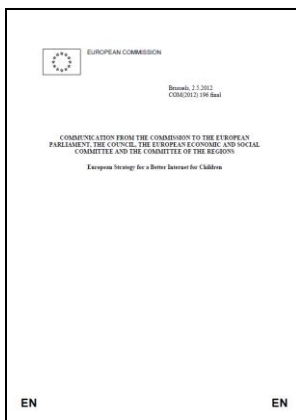 EUROPEAN COMMISSION
Brussels, 2.5.2012
COM(2012) 196 final
COMMUNICATION FROM THE COMMISSION TO THE EUROPEAN
PARLIAMENT, THE COUNCIL, THE EUROPEAN ECONOMIC AND SOCIAL
COMMITTEE AND THE COMMITTEE OF THE REGIONS
European Strategy for a Better Internet for Children
EN
EN